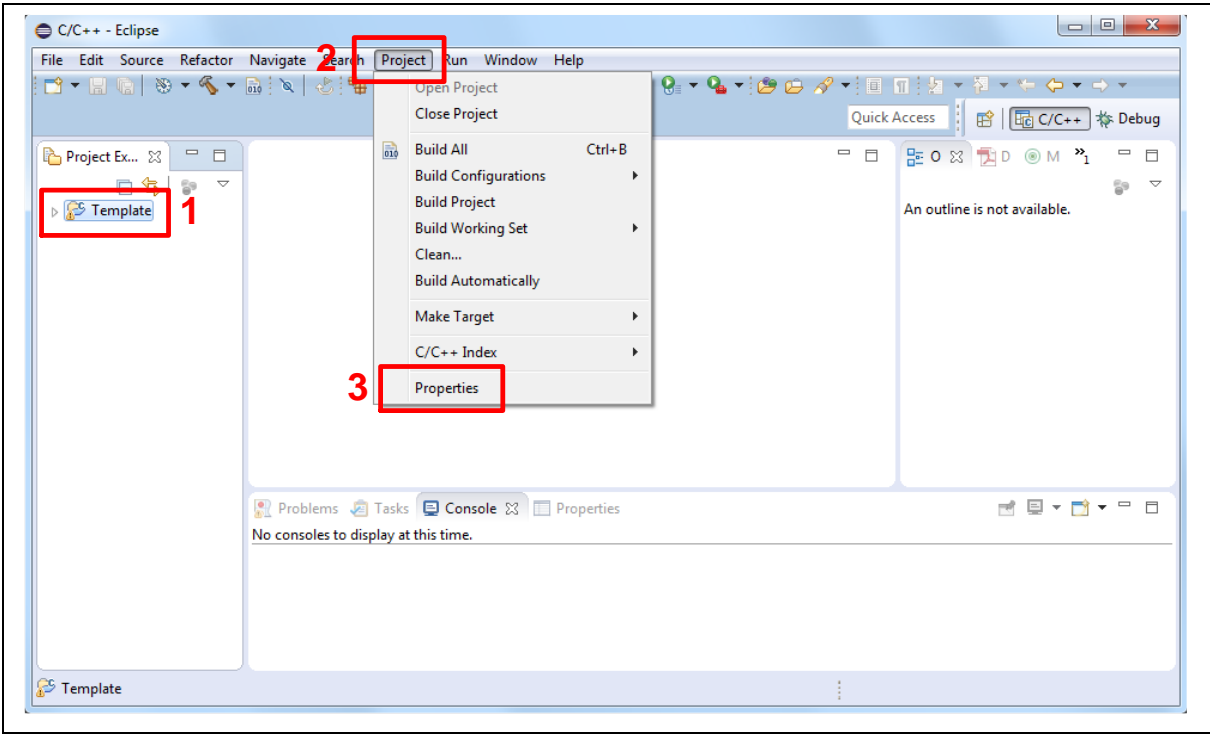 C/C++ - Eclipse
2
File Edit Source Refactor Navigate Search Project Run Window Help
Open Project
Close Project
Quick Access C/C++ Debug
Project Ex... 010 Build All Ctrl+B O D M »1
Build Configurations
Template 1 Build Project An outline is not available.
Build Working Set
Clean...
Build Automatically
Make Target
C/C++ Index
3 Properties
Problems Tasks Console Properties
No consoles to display at this time.
Template